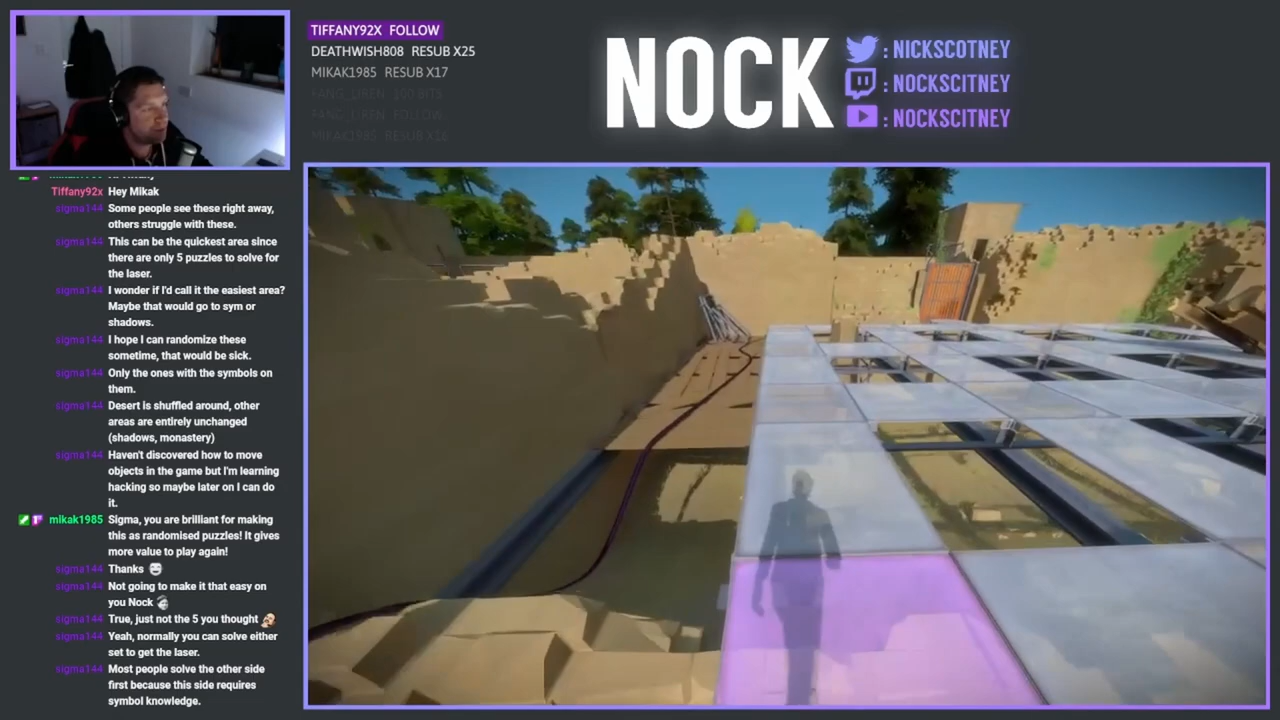 TIFFANY92X FOLLOW
DEATHWISH808 RESUB X25
MIKAK1985 RESUB X17
FANG_LIREN 100 BITS
FANG_LIREN FOLLOW
MIKAK1985 RESUB X16
NOCK
: NICKSCOTNEY
: NOCKSCITNEY
: NOCKSCITNEY
Tiffany92x Hey Mikak
sigma144 Some people see these right away,
others struggle with these.
sigma144 This can be the quickest area since
there are only 5 puzzles to solve for
the laser.
sigma144 I wonder if I'd call it the easiest area?
Maybe that would go to sym or
shadows.
sigma144 I hope I can randomize these
sometime, that would be sick.
sigma144 Only the ones with the symbols on
them.
sigma144 Desert is shuffled around, other
areas are entirely unchanged
(shadows, monastery)
sigma144 Haven't discovered how to move
objects in the game but I'm learning
hacking so maybe later on I can do
it.
mikak1985 Sigma, you are brilliant for making
this as randomised puzzles! It gives
more value to play again!
sigma144 Thanks
sigma144 Not going to make it that easy on
you Nock
sigma144 True, just not the 5 you thought
sigma144 Yeah, normally you can solve either
set to get the laser.
sigma144 Most people solve the other side
first because this side requires
symbol knowledge.